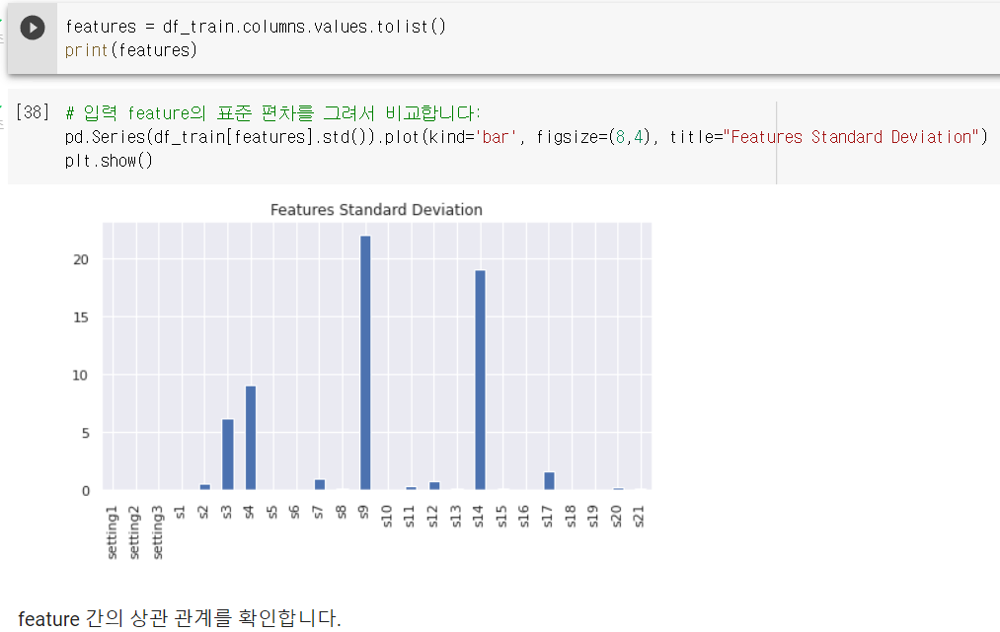 features = df_train.columns.values.tolist()
print(features)
[38] # 입력 feature의 표준 편차를 그려서 비교합니다:
pd.Series(df_train[features].std()).plot(kind='bar', figsize=(8,4), title="Features Standard Deviation")
plt.show()
Features Standard Deviation
20
15
10
5
0
setting1 setting2 setting3 s1 s2 s3 s4 s5 s6 s7 s8 s9 s10 s11 s12 s13 s14 s15 s16 s17 s18 s19 s20 s21
feature 간의 상관 관계를 확인합니다.